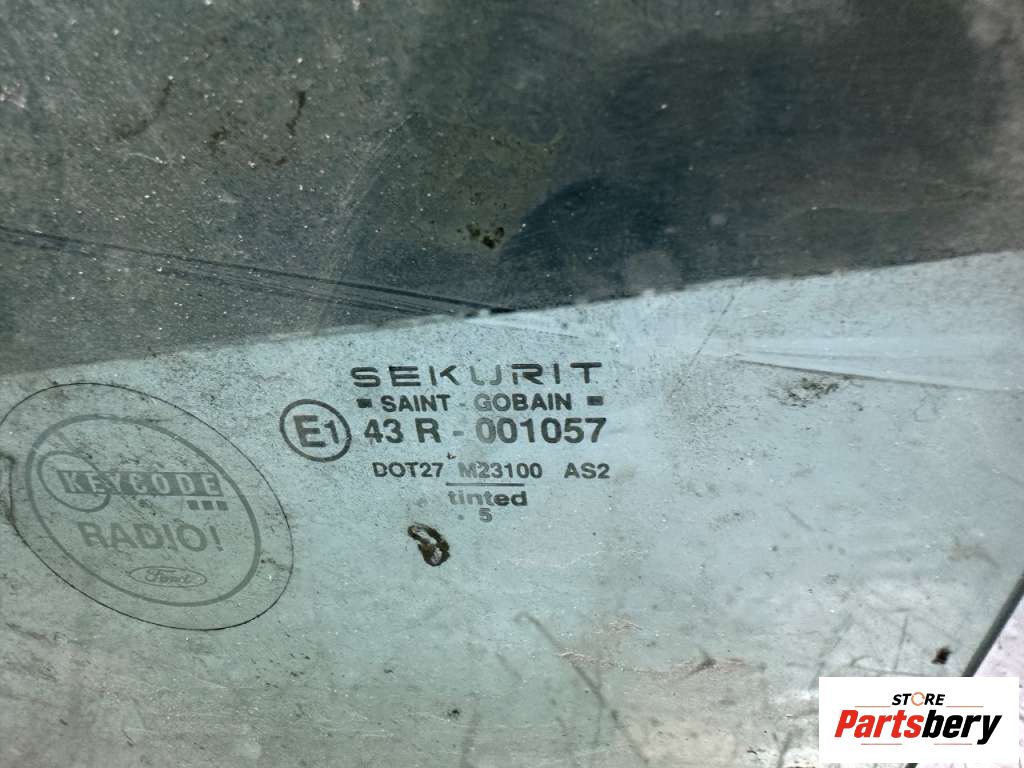 SEKURIT
SAINT - GOBAIN
E1 43 R - 001057
DOT27 M23100 AS2
tinted
. 5
KEYCODE
RADIO!
Ford
STORE
Partsbery